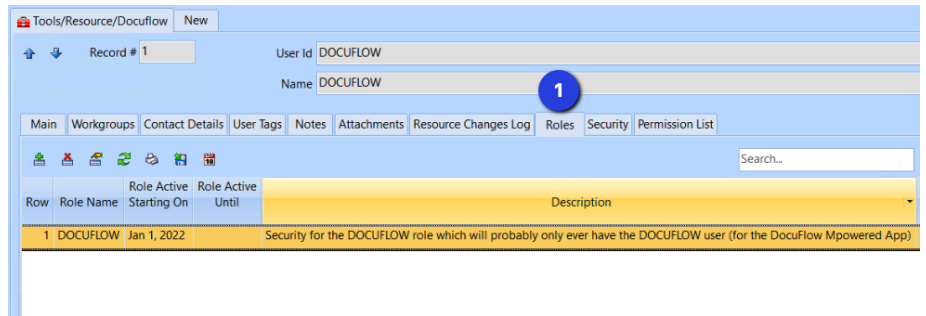 Tools/Resource/Docuflow New
Record # 1 User Id DOCUFLOW
Name DOCUFLOW
1
Main Workgroups Contact Details User Tags Notes Attachments Resource Changes Log Roles Security Permission List
10 Search...
Row Role Name Role Active Starting On Role Active Until Description
1 DOCUFLOW Jan 1, 2022 Security for the DOCUFLOW role which will probably only ever have the DOCUFLOW user (for the DocuFlow Mpowered App)